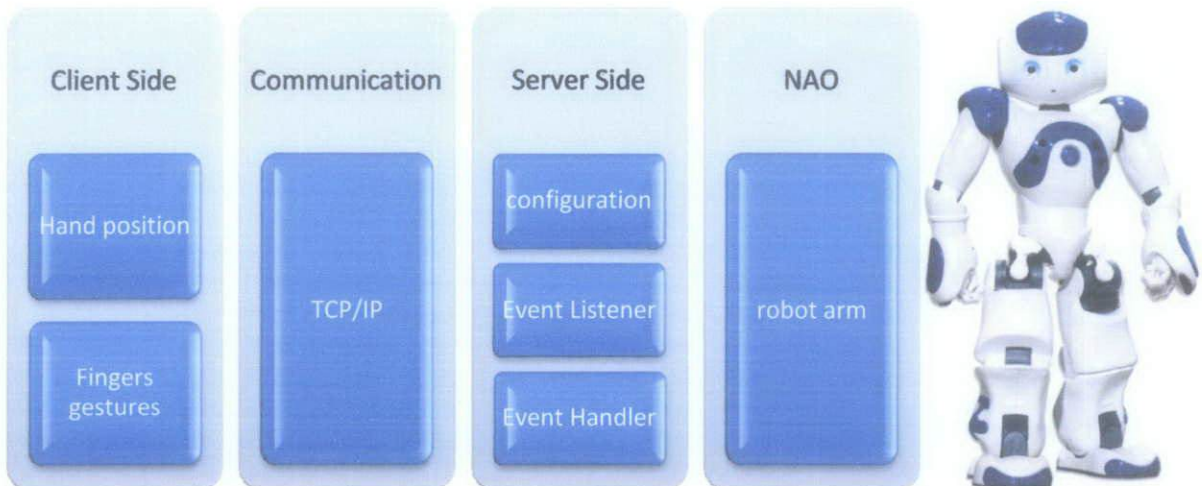 Client Side
Hand position
Fingers
gestures
Communication
TCP/IP
Server Side
configuration
Event Listener
Event Handler
NAO
robot arm